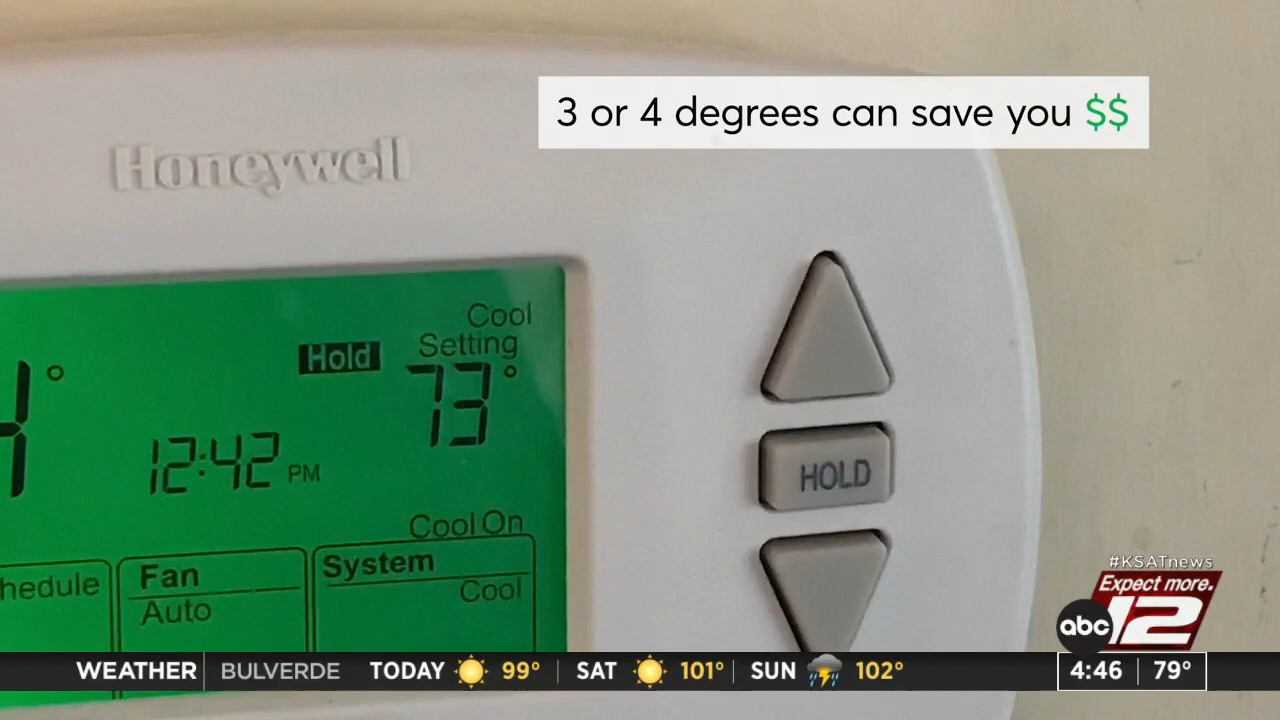 3 or 4 degrees can save you $$
Honeywell
Cool
Setting
Hold
73°
4°
12:42 PM
Cool On
hedule
Fan
Auto
System
Cool
HOLD
#KSATnews
Expect more.
abc
12
WEATHER BULVERDE TODAY 99° SAT 101° SUN 102° 4:46 79°